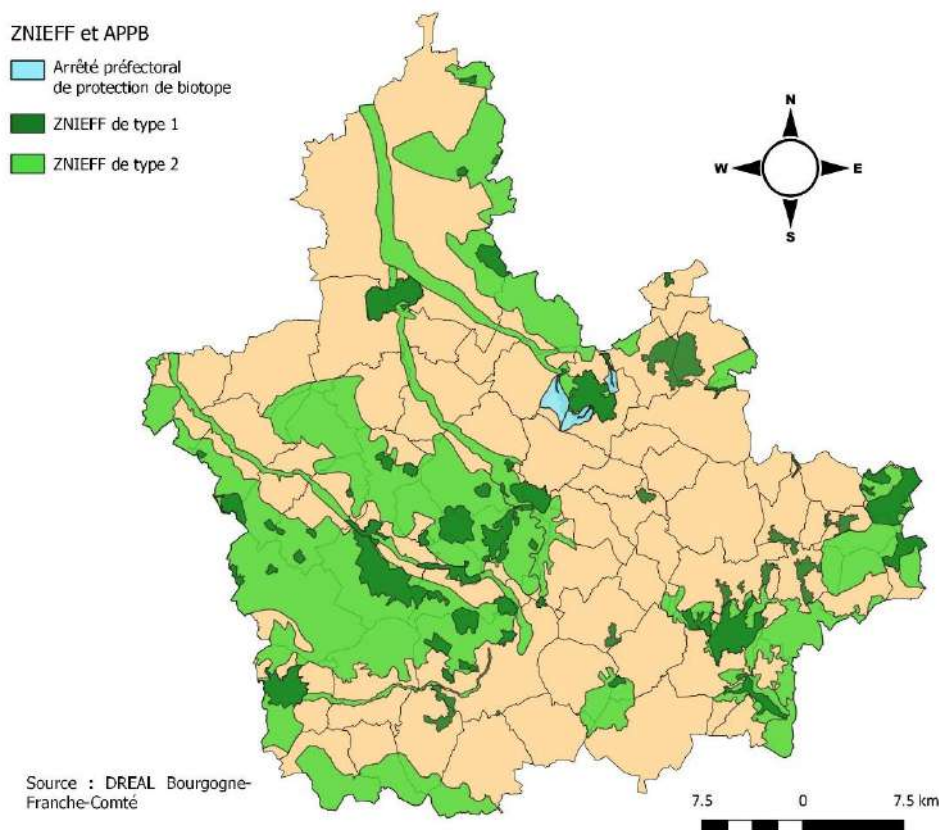 ZNIEFF et APPB
Arrêté préfectoral
de protection de biotope
ZNIEFF de type 1
ZNIEFF de type 2
N
W
E
S
Source : DREAL Bourgogne-
Franche-Comté
7.5 0 7.5 km